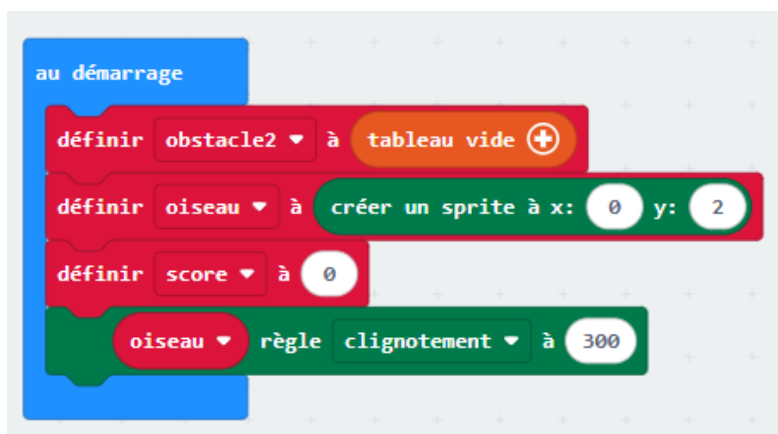 au démarrage
définir obstacle2 à tableau vide
définir oiseau à créer un sprite à x: 0 y: 2
définir score à 0
oiseau règle clignotement à 300